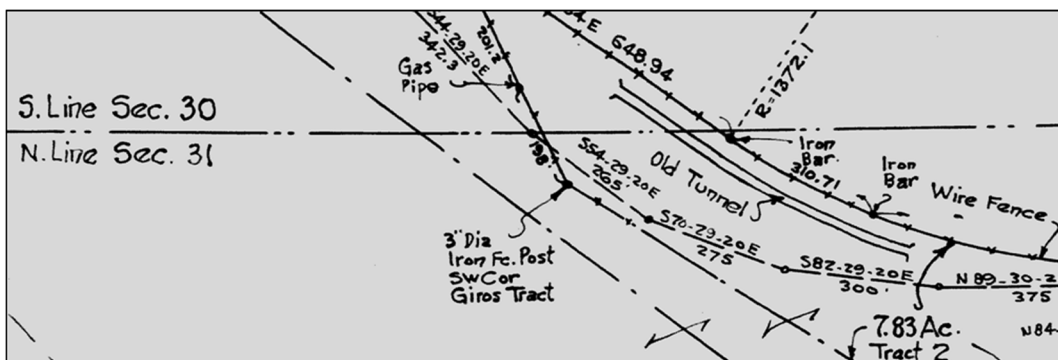 S44-29.20E
342.3
201.2
Gas
Pipe
S. Line Sec. 30
N. Line Sec. 31
198.
S54-29.20E
265'
648.94
R=1372.1
Iron
Bar.
310.71
Iron
Bar
Wire Fence
Old Tunnel
S70-29-20E
275
S82-29-20E
300'
N 89-30-2
375
3" Dia
Iron Fc. Post
SW Cor
Giros Tract
7.83 Ac.
Tract 2
N84-